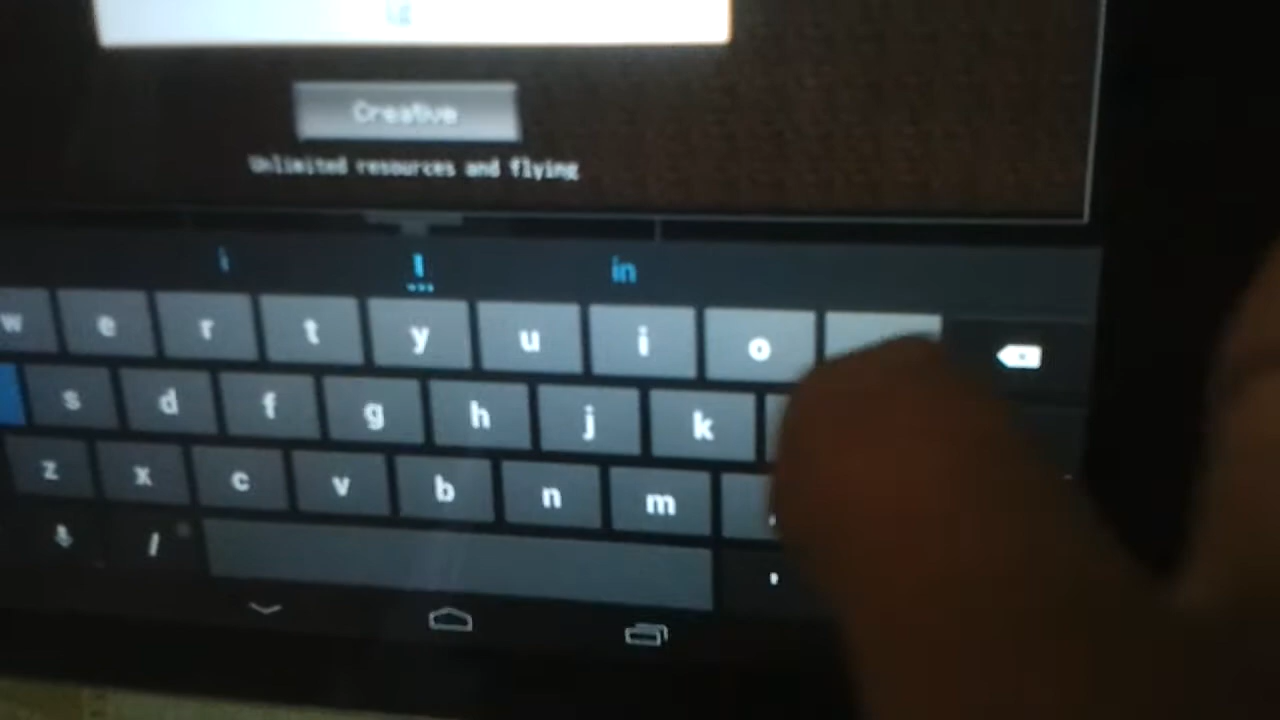 Creative
Unlimited resources and flying
i I in
w e r t y u i o
s d f g h j k
z x c v b n m ,
/ '